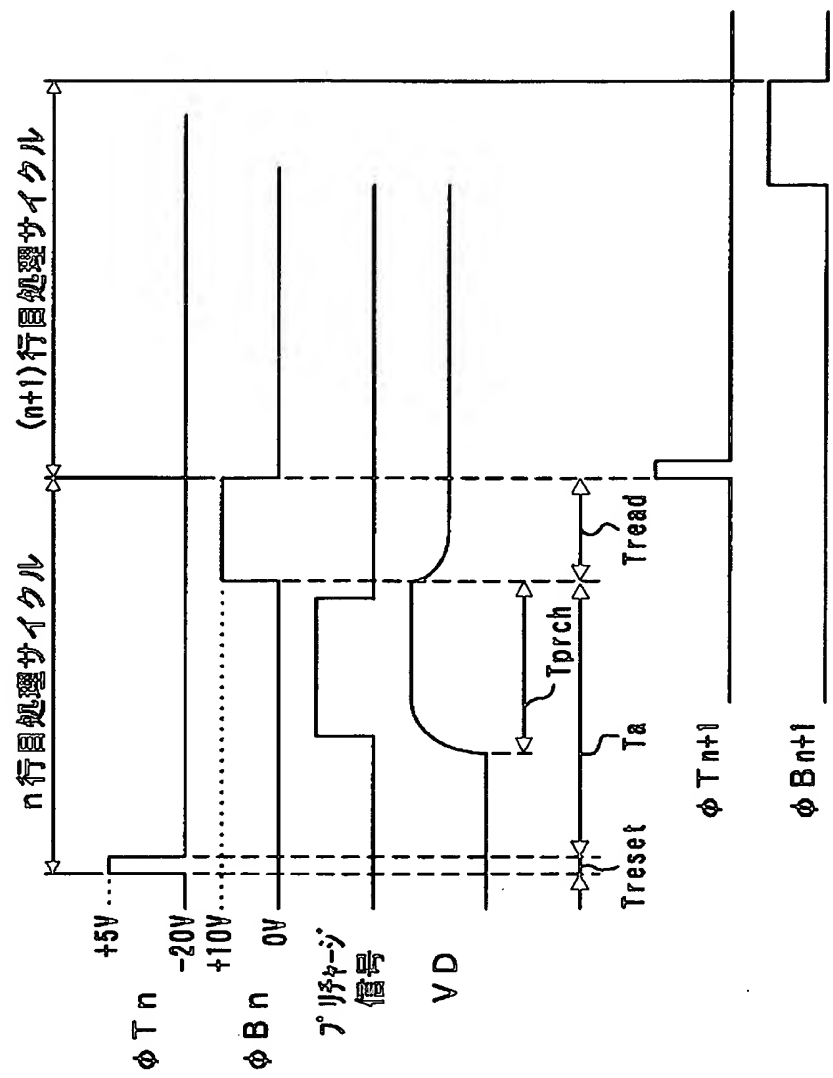 n行目処理サイクル
(n+1)行目処理サイクル
φTn
+5V
-20V
φBn
+10V
0V
プリチャージ
信号
VD
Tprch
Treset
Ta
Tread
φTn+1
φBn+1